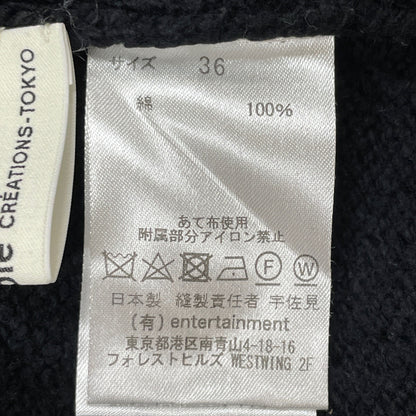 サイズ 36
綿 100%
あて布使用
附属部分アイロン禁止
F W
日本製 縫製責任者 宇佐見
(有) entertainment
東京都港区南青山4-18-16
フォレストヒルズ WESTWING 2F
CRÉATIONS-TOKYO